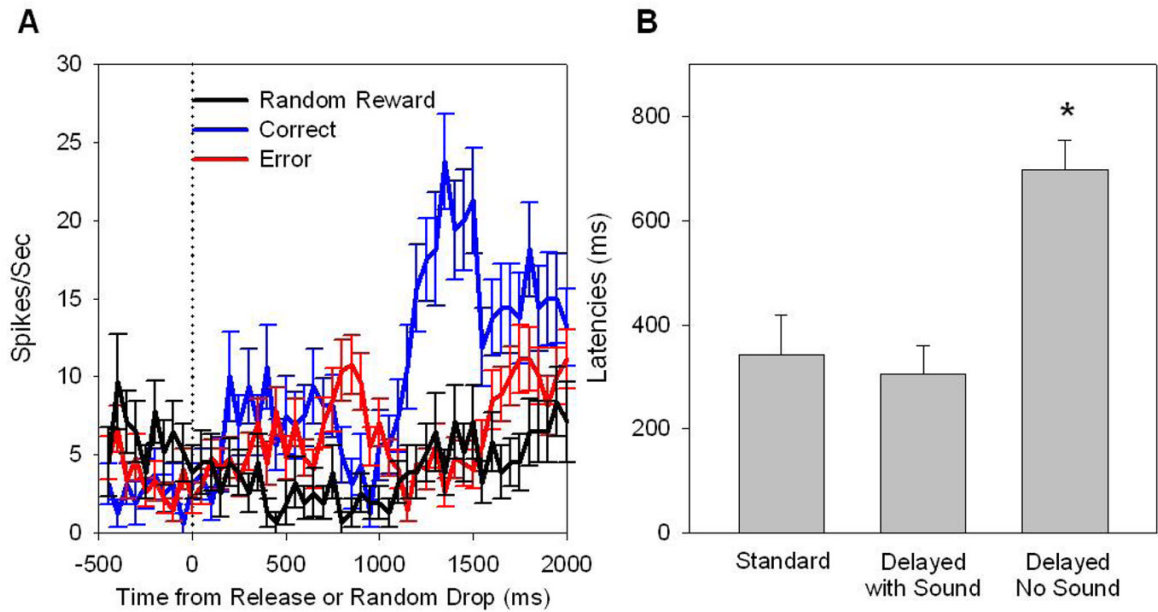 A
B
30
25
20
15
10
5
0
Spikes/Sec
Random Reward
Correct
Error
-500
0
500
1000
1500
2000
Time from Release or Random Drop (ms)
800
600
400
200
0
Latencies (ms)
*
Standard
Delayed
with Sound
Delayed
No Sound